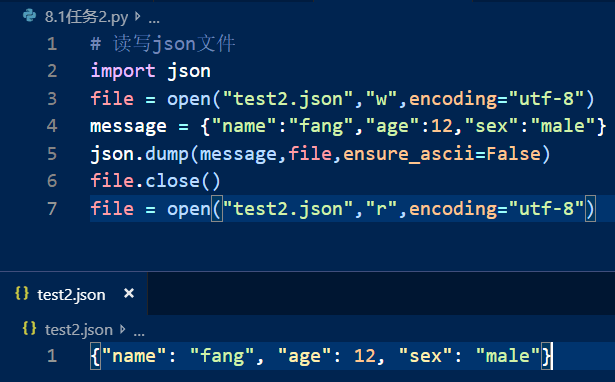 8.1任务2.py > ...
1 # 读写json文件
2 import json
3 file = open("test2.json","w",encoding="utf-8")
4 message = {"name":"fang","age":12,"sex":"male"}
5 json.dump(message,file,ensure_ascii=False)
6 file.close()
7 file = open("test2.json","r",encoding="utf-8")
{} test2.json ×
{} test2.json > ...
1 {"name": "fang", "age": 12, "sex": "male"}